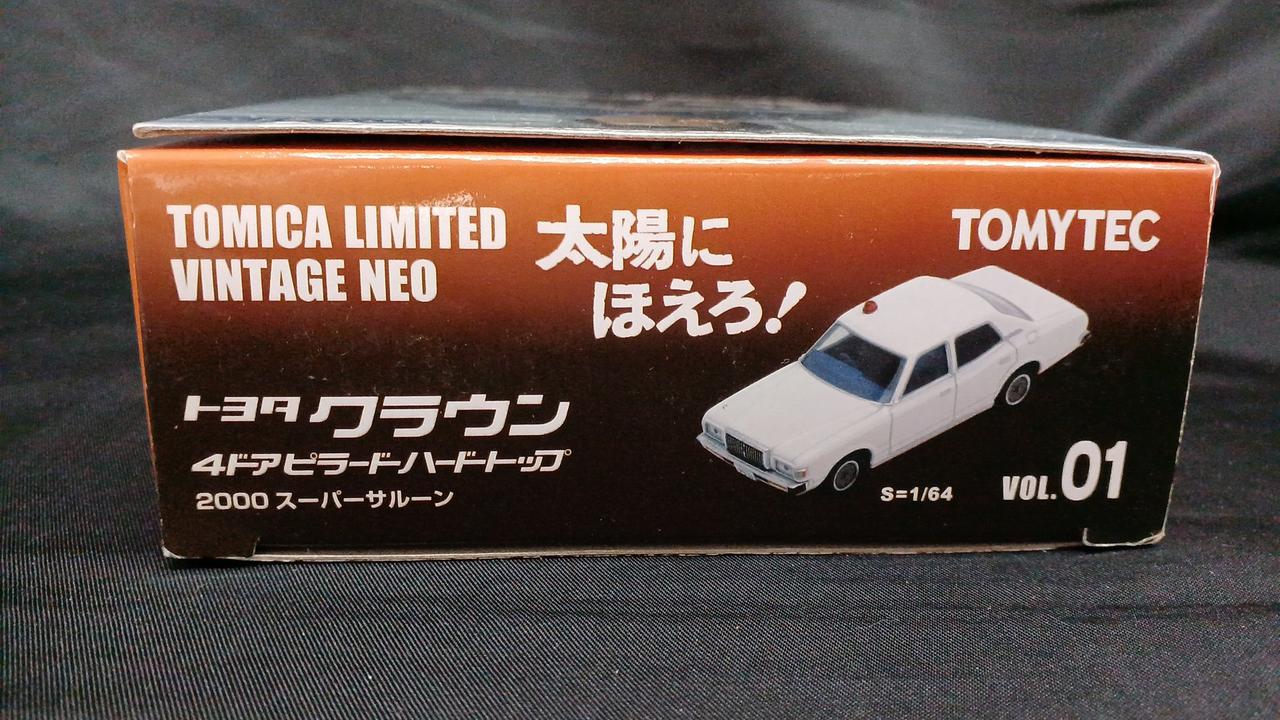 TOMICA LIMITED
VINTAGE NEO
太陽に
ほえろ!
TOMYTEC
トヨタ クラウン
4ドアピラードハードトップ
2000 スーパーサルーン
S=1/64
VOL.01